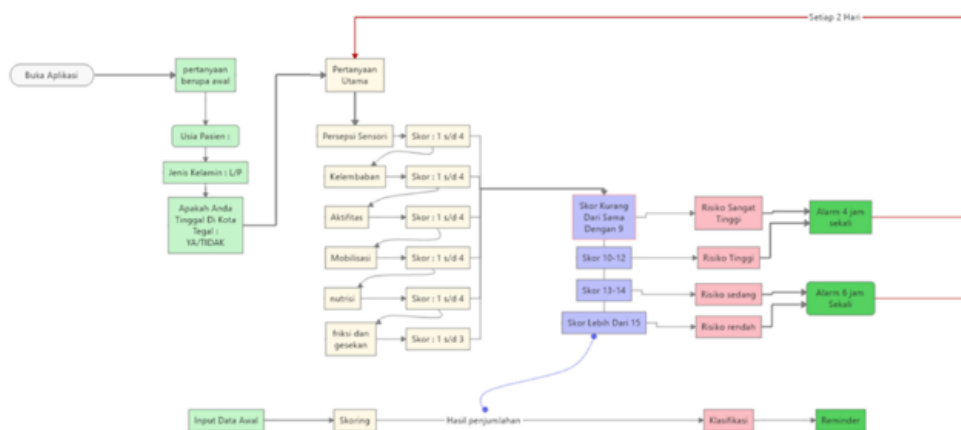 Setiap 2 Hari
Buka Aplikasi
pertanyaan
berupa awal
Usia Pasien :
Jenis Kelamin : L/P
Apakah Anda
Tinggal Di Kota
Tegal :
YA/TIDAK
Pertanyaan
Utama
Persepsi Sensori
Skor : 1 s/d 4
Kelembaban
Skor : 1 s/d 4
Aktifitas
Skor : 1 s/d 4
Mobilisasi
Skor : 1 s/d 4
nutrisi
Skor : 1 s/d 4
friksi dan
gesekan
Skor : 1 s/d 3
Skor Kurang
Dari Sama
Dengan 9
Risiko Sangat
Tinggi
Alarm 4 jam
sekali
Skor 10-12
Risiko Tinggi
Skor 13-14
Risiko sedang
Alarm 6 jam
Sekali
Skor Lebih Dari 15
Risiko rendah
Input Data Awal
Skoring
Hasil penjumlahan
Klasifikasi
Reminder